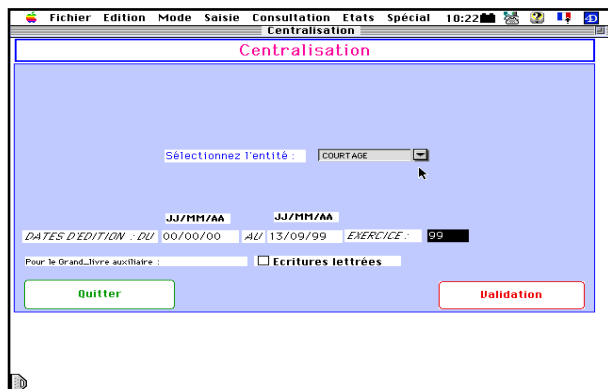 Fichier Edition Mode Saisie Consultation Etats Spécial 10:22
Centralisation
Centralisation
Sélectionnez l'entité : COURTAGE
JJ/MM/AA JJ/MM/AA
DATES D'EDITION : DU 00/00/00 AU 13/09/99 EXERCICE : 99
Pour le Grand_livre auxiliaire : Ecritures lettrées
Quitter Validation